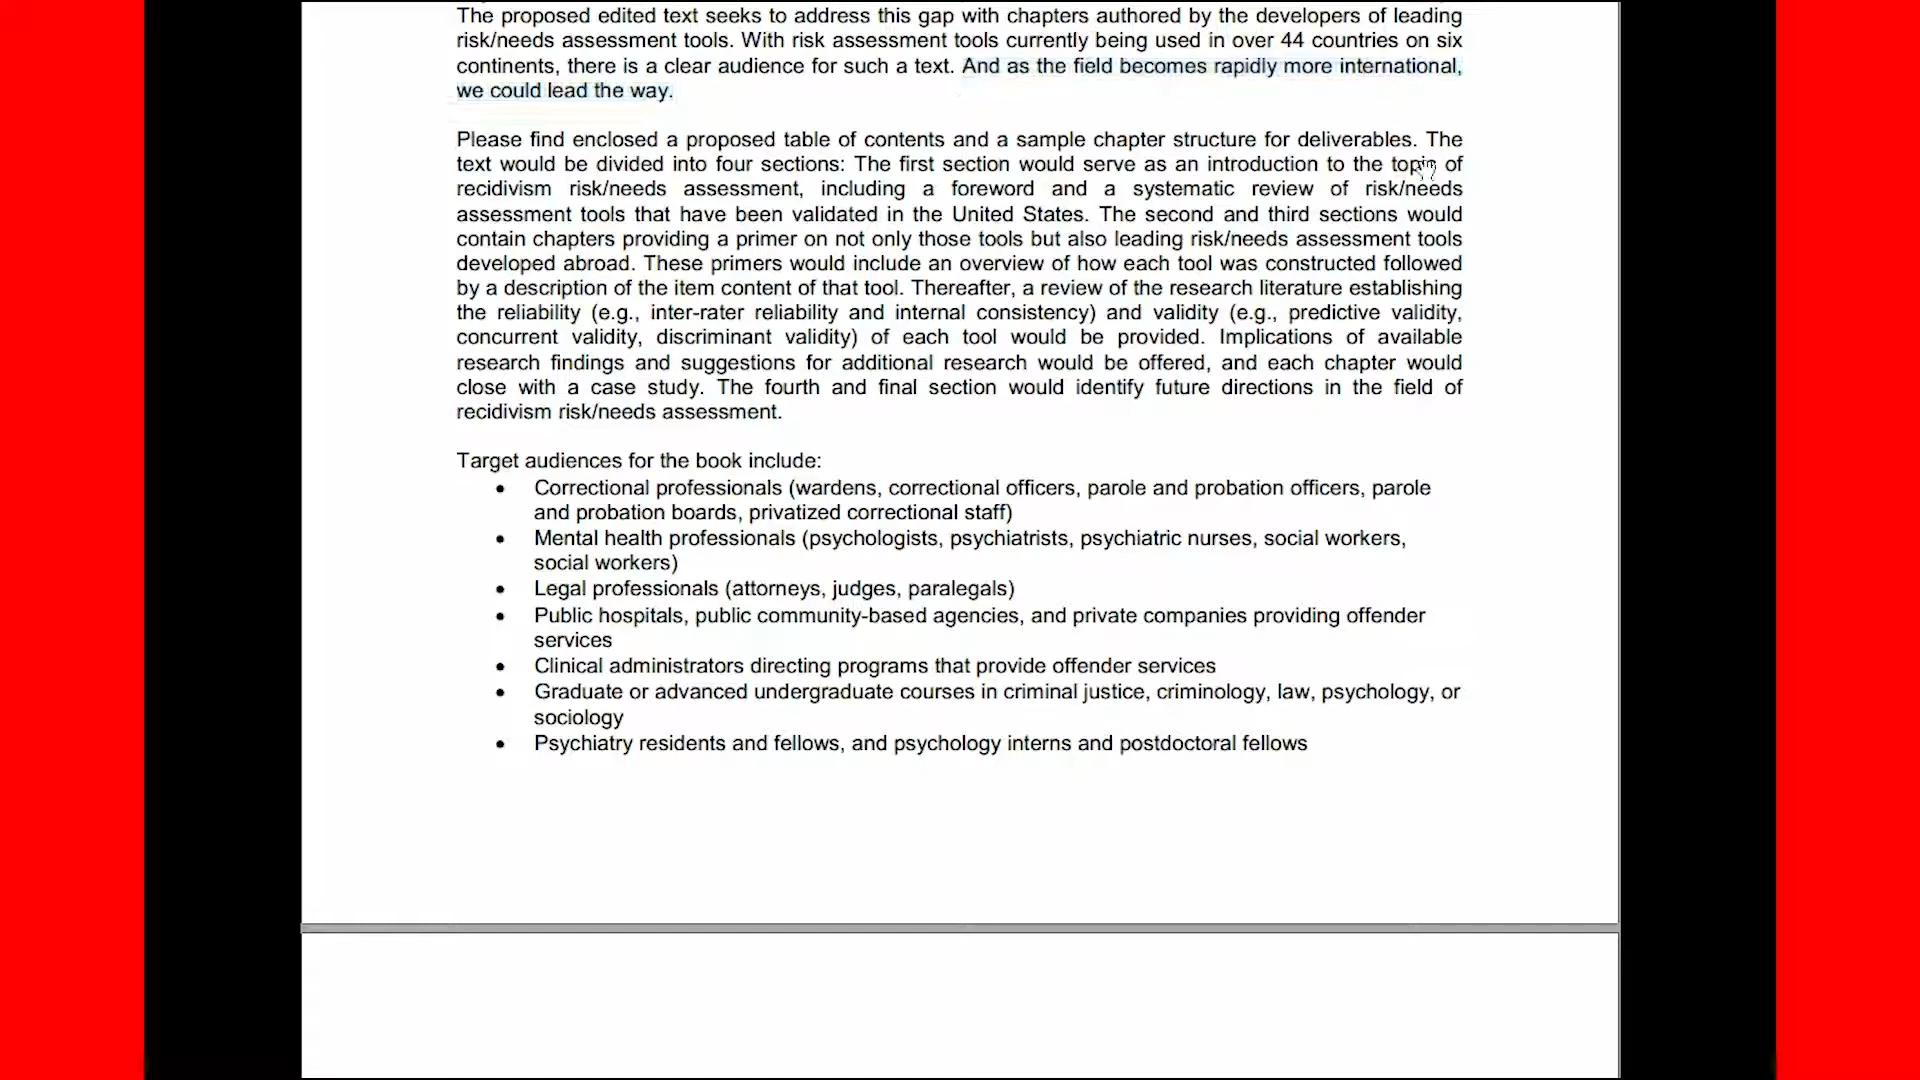 The proposed edited text seeks to address this gap with chapters authored by the developers of leading
risk/needs assessment tools. With risk assessment tools currently being used in over 44 countries on six
continents, there is a clear audience for such a text. And as the field becomes rapidly more international,
we could lead the way.
Please find enclosed a proposed table of contents and a sample chapter structure for deliverables. The
text would be divided into four sections: The first section would serve as an introduction to the topic of
recidivism risk/needs assessment, including a foreword and a systematic review of risk/needs
assessment tools that have been validated in the United States. The second and third sections would
contain chapters providing a primer on not only those tools but also leading risk/needs assessment tools
developed abroad. These primers would include an overview of how each tool was constructed followed
by a description of the item content of that tool. Thereafter, a review of the research literature establishing
the reliability (e.g., inter-rater reliability and internal consistency) and validity (e.g., predictive validity,
concurrent validity, discriminant validity) of each tool would be provided. Implications of available
research findings and suggestions for additional research would be offered, and each chapter would
close with a case study. The fourth and final section would identify future directions in the field of
recidivism risk/needs assessment.
Target audiences for the book include:
• Correctional professionals (wardens, correctional officers, parole and probation officers, parole
and probation boards, privatized correctional staff)
• Mental health professionals (psychologists, psychiatrists, psychiatric nurses, social workers,
social workers)
• Legal professionals (attorneys, judges, paralegals)
• Public hospitals, public community-based agencies, and private companies providing offender
services
• Clinical administrators directing programs that provide offender services
• Graduate or advanced undergraduate courses in criminal justice, criminology, law, psychology, or
sociology
• Psychiatry residents and fellows, and psychology interns and postdoctoral fellows